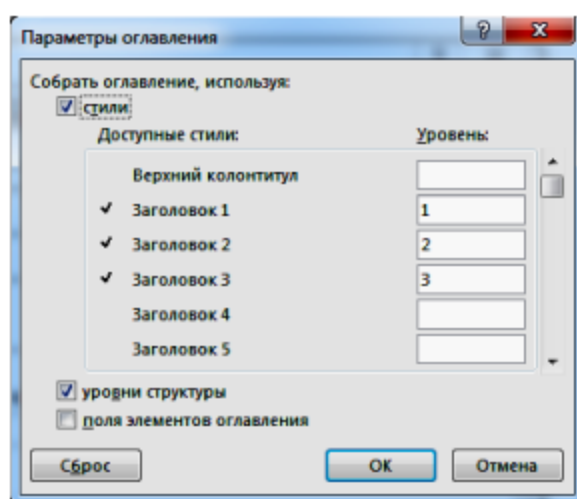 Параметры оглавления
Собрать оглавление, используя:
стили
Доступные стили: Уровень:
Верхний колонтитул
Заголовок 1 1
Заголовок 2 2
Заголовок 3 3
Заголовок 4
Заголовок 5
уровни структуры
поля элементов оглавления
Сброс ОК Отмена